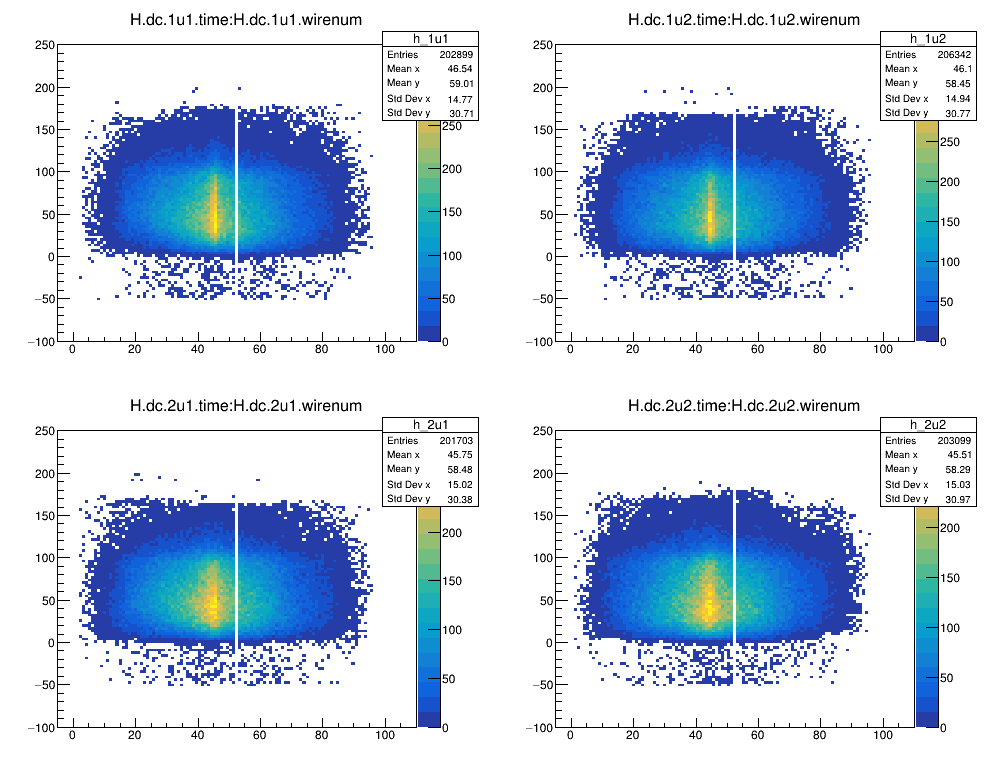 H.dc.1u1.time:H.dc.1u1.wirenum
h_1u1
Entries 202899
Mean x 46.54
Mean y 59.01
Std Dev x 14.77
Std Dev y 30.71
250
200
150
100
50
0
−50
−100
0 20 40 60 80 100
250
200
150
100
50
0
H.dc.1u2.time:H.dc.1u2.wirenum
h_1u2
Entries 206342
Mean x 46.1
Mean y 58.45
Std Dev x 14.94
Std Dev y 30.77
250
200
150
100
50
0
−50
−100
0 20 40 60 80 100
250
200
150
100
50
0
H.dc.2u1.time:H.dc.2u1.wirenum
h_2u1
Entries 201703
Mean x 45.75
Mean y 58.48
Std Dev x 15.02
Std Dev y 30.38
250
200
150
100
50
0
−50
−100
0 20 40 60 80 100
200
150
100
50
0
H.dc.2u2.time:H.dc.2u2.wirenum
h_2u2
Entries 203099
Mean x 45.51
Mean y 58.29
Std Dev x 15.03
Std Dev y 30.97
250
200
150
100
50
0
−50
−100
0 20 40 60 80 100
200
150
100
50
0